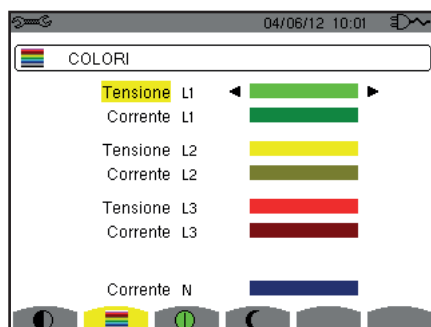 04/06/12 10:01
COLORI
Tensione L1
Corrente L1
Tensione L2
Corrente L2
Tensione L3
Corrente L3
Corrente N